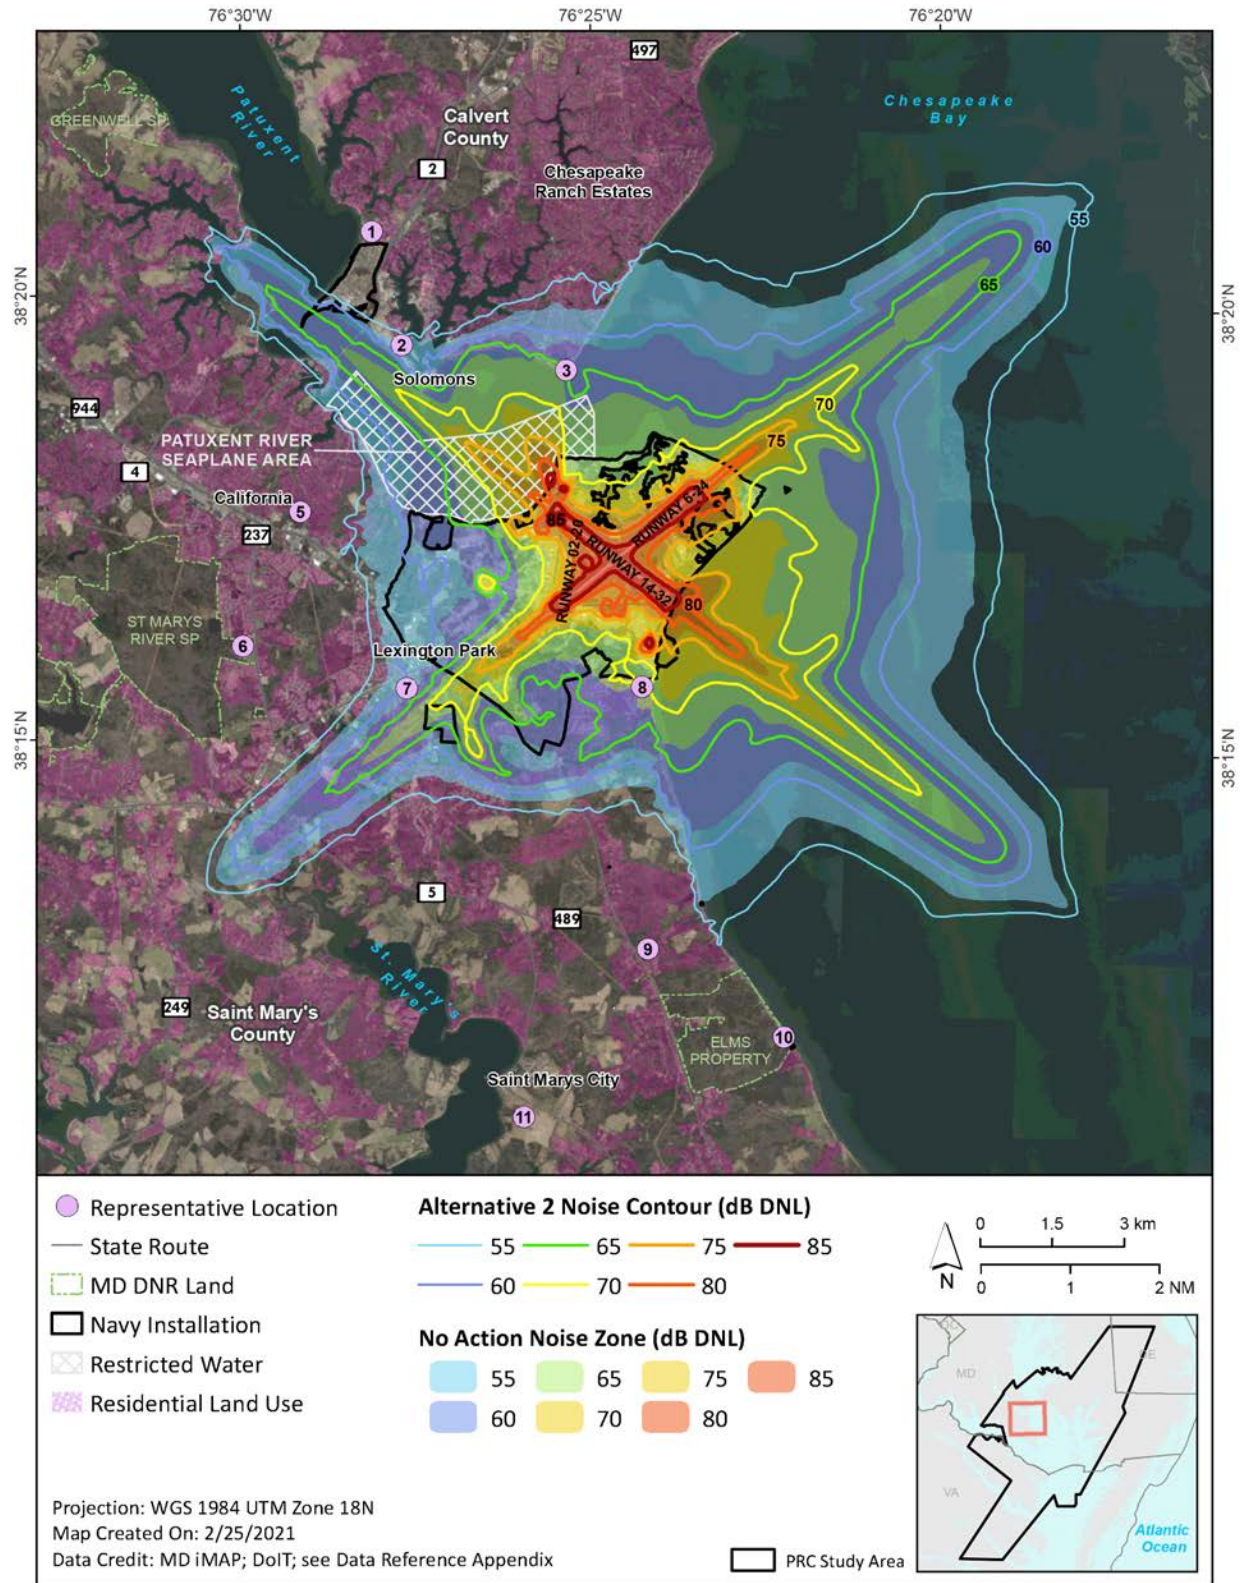 76°30'W
76°25'W
76°20'W
497
Patuxent
River
Calvert
County
Chesapeake
Bay
GREENWELL SP
2
Chesapeake
Ranch Estates
1
55
60
65
38°20'N
38°20'N
2
3
Solomons
944
70
75
PATUXENT RIVER
SEAPLANE AREA
4
California
5
237
85
RUNWAY 6-24
RUNWAY 02-20
RUNWAY 14-32
80
ST MARYS
RIVER SP
6
Lexington Park
7
8
38°15'N
38°15'N
5
489
9
St. Mary's
River
249
Saint Mary's
County
10
ELMS
PROPERTY
Saint Marys City
11
Representative Location
State Route
MD DNR Land
Navy Installation
Restricted Water
Residential Land Use
Alternative 2 Noise Contour (dB DNL)
55 65 75 85
60 70 80
No Action Noise Zone (dB DNL)
55 65 75 85
60 70 80
N
0 1.5 3 km
0 1 2 NM
DC
MD
DE
VA
Atlantic
Ocean
Projection: WGS 1984 UTM Zone 18N
Map Created On: 2/25/2021
Data Credit: MD iMAP; DoIT; see Data Reference Appendix
PRC Study Area